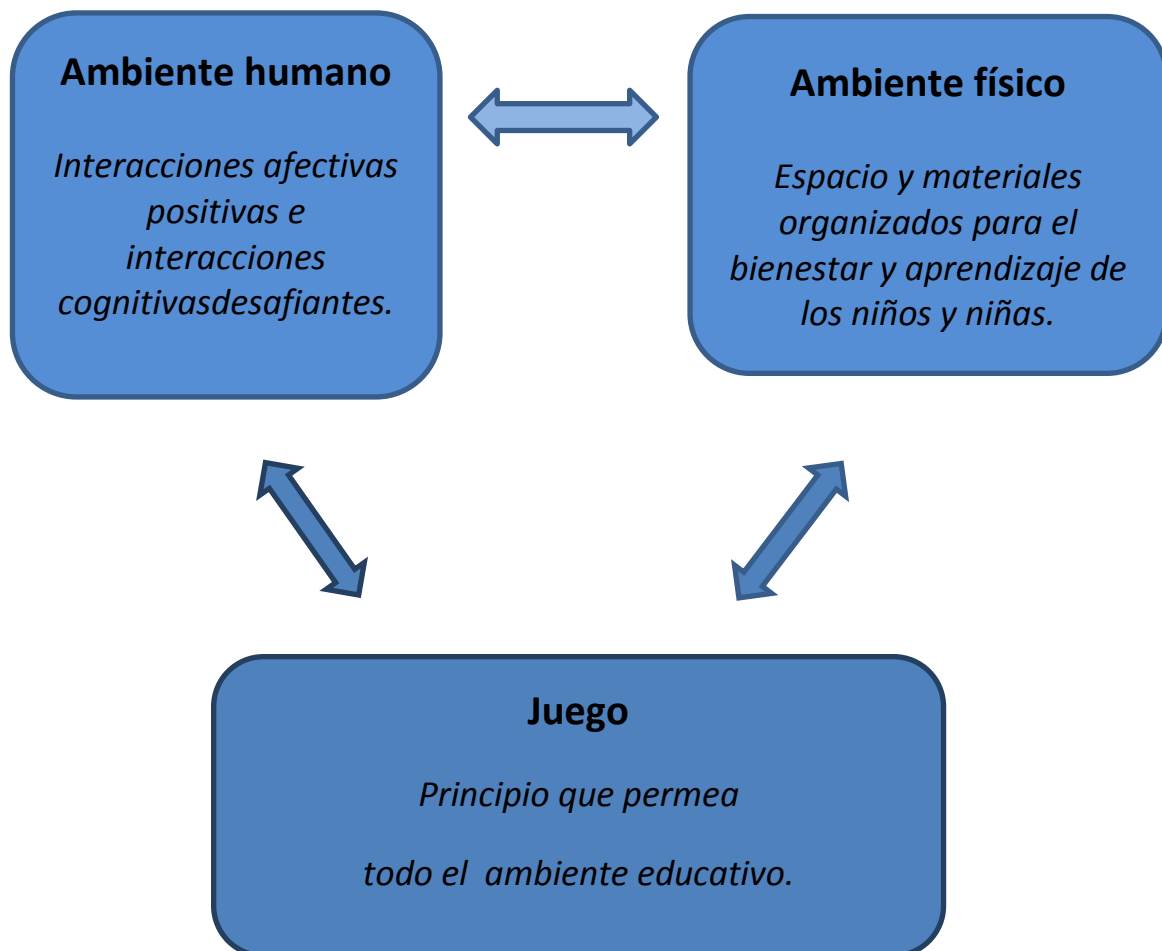 Ambiente humano
Interacciones afectivas
positivas e
interacciones
cognitivasdesafiantes.
Ambiente físico
Espacio y materiales
organizados para el
bienestar y aprendizaje de
los niños y niñas.
Juego
Principio que permea
todo el ambiente educativo.